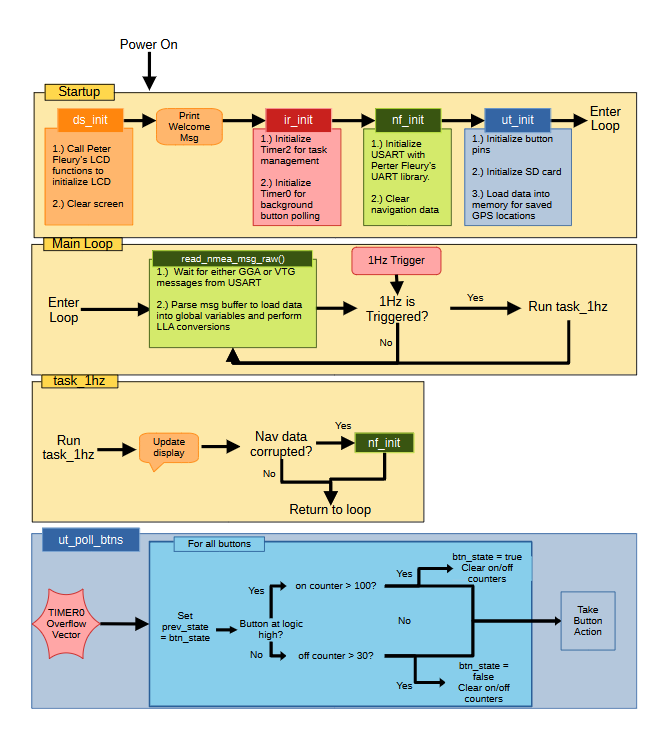 Power On
Startup
ds_init
1.) Call Peter
Fleury's LCD
functions to
initialize LCD
2.) Clear screen
Print
Welcome
Msg
ir_init
1.) Initialize
Timer2 for task
management
2.) Initialize
Timer0 for
background
button polling
nf_init
1.) Initialize
USART with
Perter Fleury's
UART library.
2.) Clear
navigation data
ut_init
1.) Initialize button
pins
2.) Initialize SD card
3.) Load data into
memory for saved
GPS locations
Enter
Loop
Main Loop
Enter
Loop
read_nmea_msg_raw()
1.) Wait for either GGA or VTG
messages from USART
2.) Parse msg buffer to load data
into global variables and perform
LLA conversions
1Hz Trigger
1Hz is
Triggered?
Yes
No
Run task_1hz
task_1hz
Run
task_1hz
Update
display
Nav data
corrupted?
Yes
No
nf_init
Return to loop
ut_poll_btns
TIMER0
Overflow
Vector
For all buttons
Set
prev_state
= btn_state
Button at logic
high?
Yes
No
on counter > 100?
off counter > 30?
Yes
No
Yes
btn_state = true
Clear on/off
counters
btn_state =
false
Clear on/off
counters
Take
Button
Action